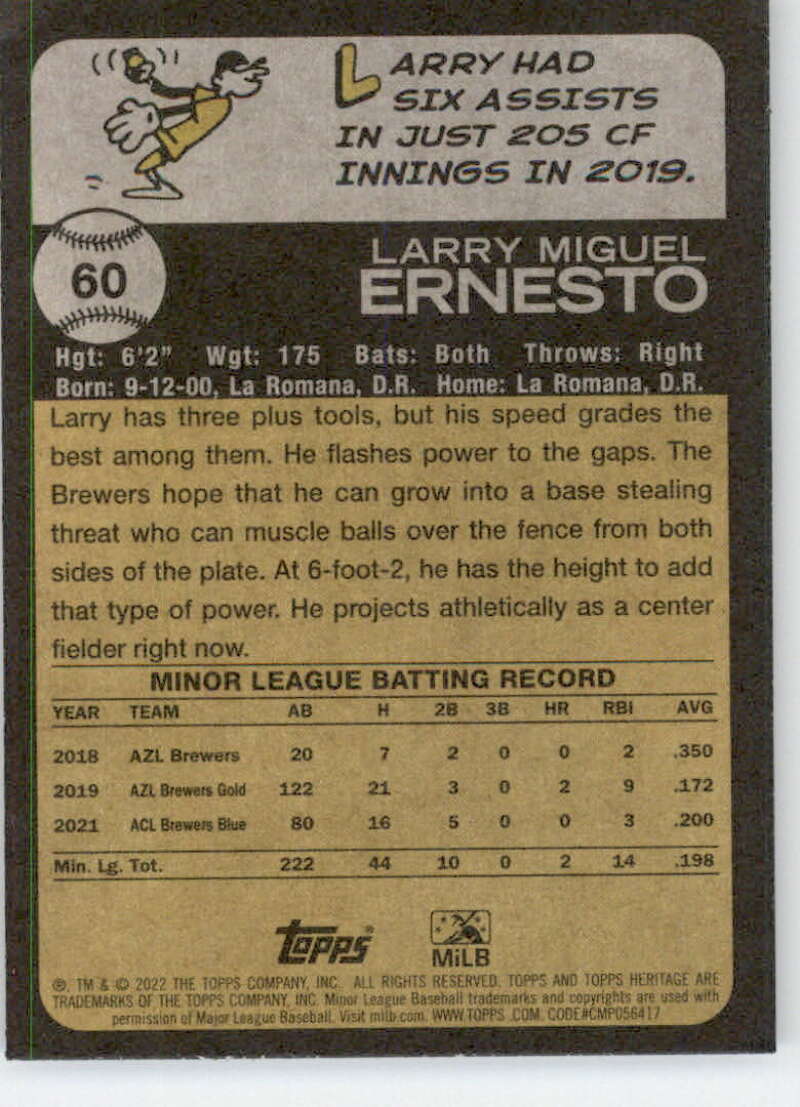 LARRY HAD
SIX ASSISTS
IN JUST 205 CF
INNINGS IN 2019.
60
LARRY MIGUEL
ERNESTO
Hgt: 6'2" Wgt: 175 Bats: Both Throws: Right
Born: 9-12-00, La Romana, D.R. Home: La Romana, D.R.
Larry has three plus tools, but his speed grades the
best among them. He flashes power to the gaps. The
Brewers hope that he can grow into a base stealing
threat who can muscle balls over the fence from both
sides of the plate. At 6-foot-2, he has the height to add
that type of power. He projects athletically as a center
fielder right now.
MINOR LEAGUE BATTING RECORD
YEAR TEAM AB H 2B 3B HR RBI AVG
2018 AZL Brewers 20 7 2 0 0 2 .350
2019 AZL Brewers Gold 122 21 3 0 2 9 .172
2021 ACL Brewers Blue 80 16 5 0 0 3 .200
Min. Lg. Tot. 222 44 10 0 2 14 .198
topps MiLB
®, TM & © 2022 THE TOPPS COMPANY, INC. ALL RIGHTS RESERVED. TOPPS AND TOPPS HERITAGE ARE
TRADEMARKS OF THE TOPPS COMPANY, INC. Minor League Baseball trademarks and copyrights are used with
permission of Major League Baseball. Visit milb.com. WWW.TOPPS.COM. CODE#CMP056417